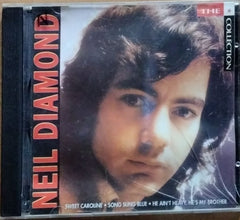 NEIL DIAMOND
THE
COLLECTION
SWEET CAROLINE • SONG SUNG BLUE • HE AIN'T HEAVY, HE'S MY BROTHER